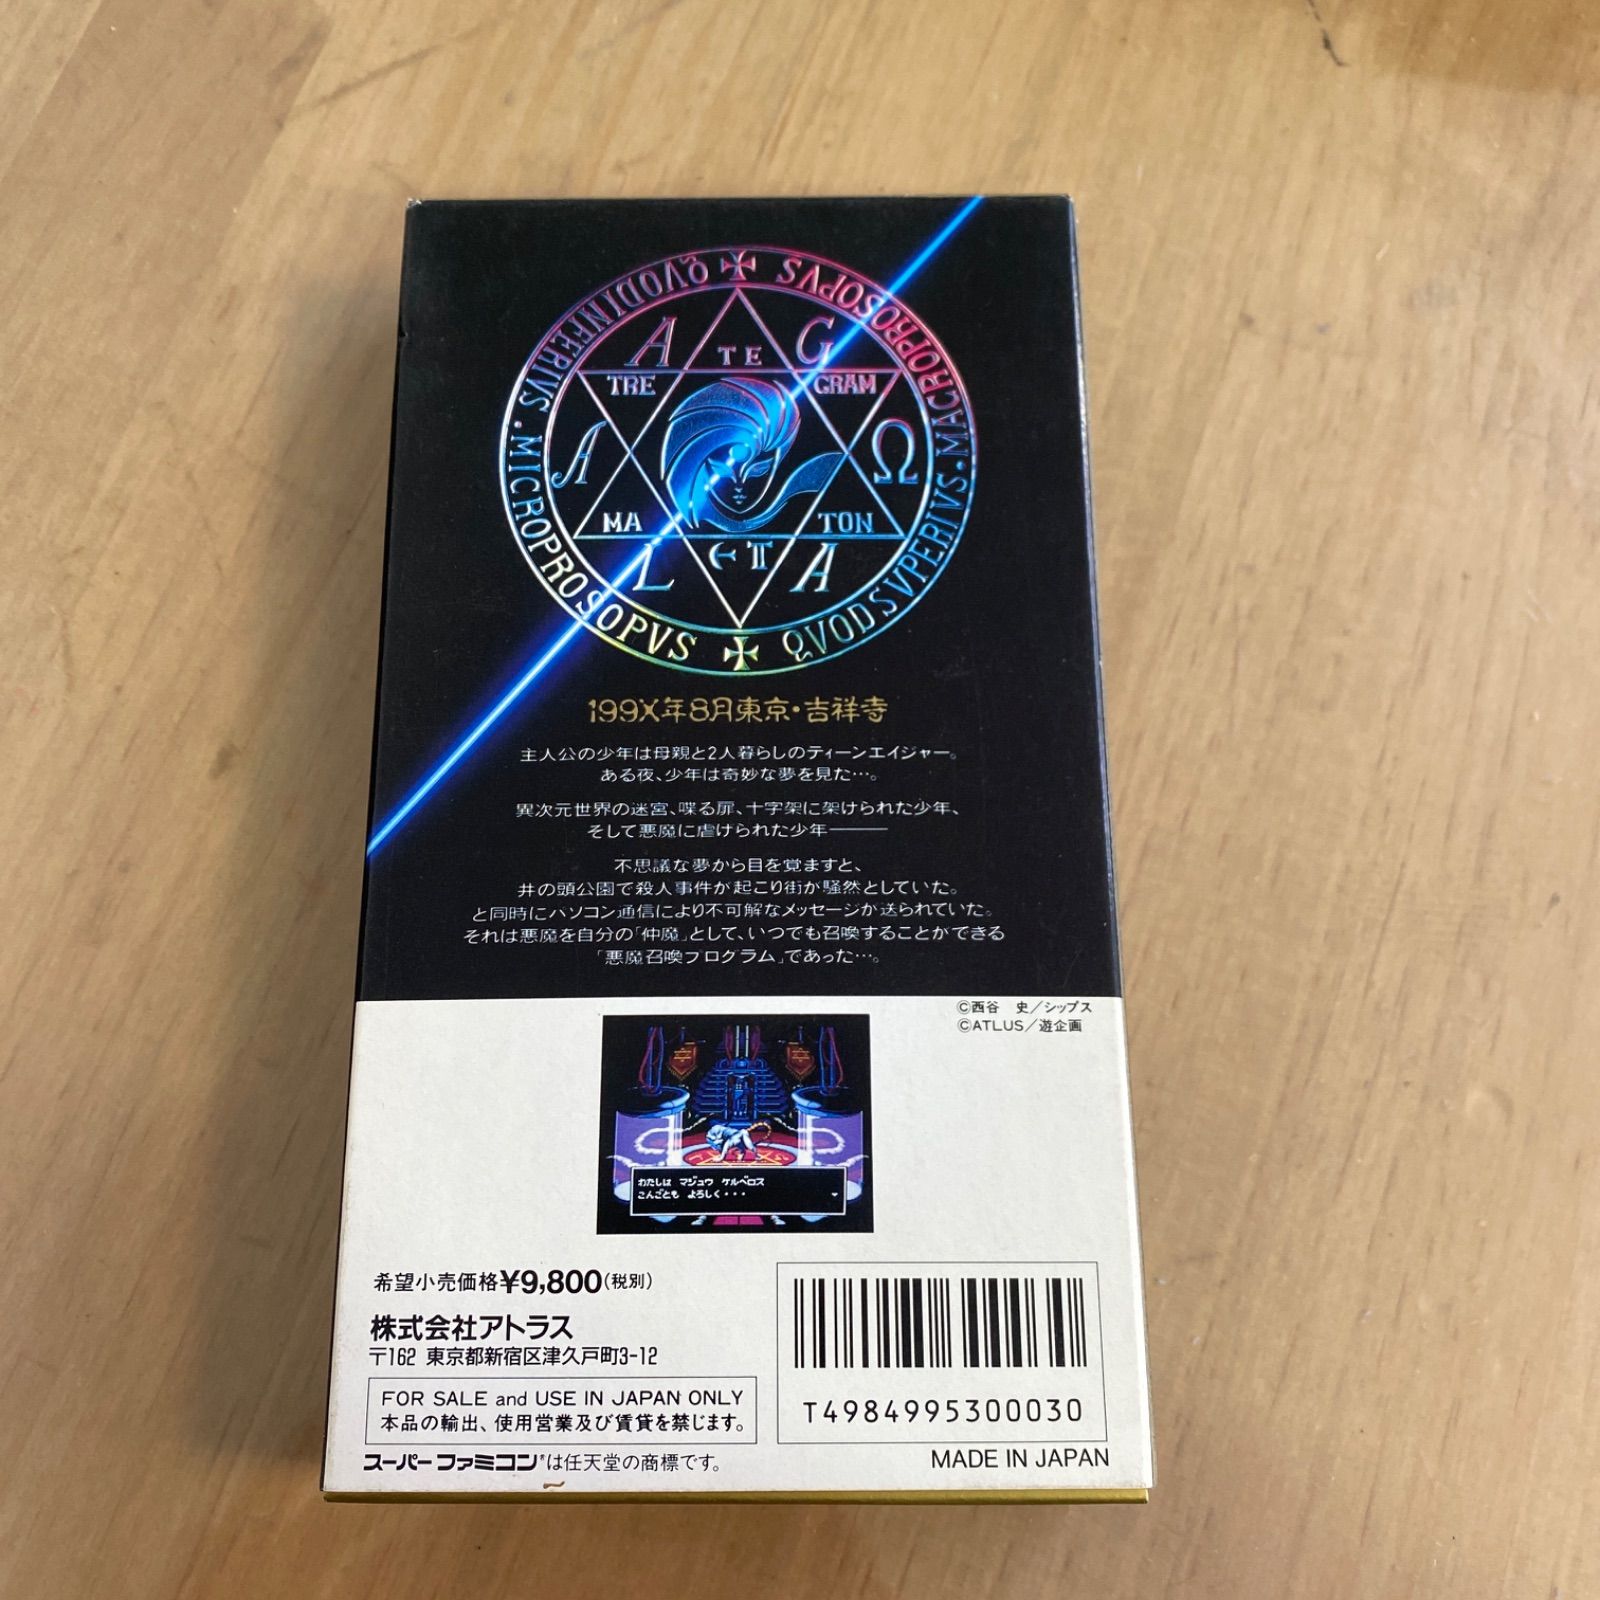 ✠ SVPOSORPORCAM . SVIREPVSDOVQ ✠ SVPOSORPORCIM . SVIREFNIDOVQ
A TE G
TRE GRAM
A Ω
MA TON
L ETT A
199X年8月東京・吉祥寺
主人公の少年は母親と2人暮らしのティーンエイジャー。
ある夜、少年は奇妙な夢を見た…。
異次元世界の迷宮、喋る扉、十字架に架けられた少年、
そして悪魔に虐げられた少年―――
不思議な夢から目を覚ますと、
井の頭公園で殺人事件が起こり街が騒然としていた。
と同時にパソコン通信により不可解なメッセージが送られていた。
それは悪魔を自分の「仲魔」として、いつでも召喚することができる
「悪魔召喚プログラム」であった…。
©西谷 史／シップス
©ATLUS／遊企画
わたしは マジュウ ケルベロス
こんごとも よろしく・・・
希望小売価格¥9,800(税別)
株式会社アトラス
〒162 東京都新宿区津久戸町3-12
FOR SALE and USE IN JAPAN ONLY
本品の輸出、使用営業及び賃貸を禁じます。
スーパーファミコン®は任天堂の商標です。
T4984995300030
MADE IN JAPAN